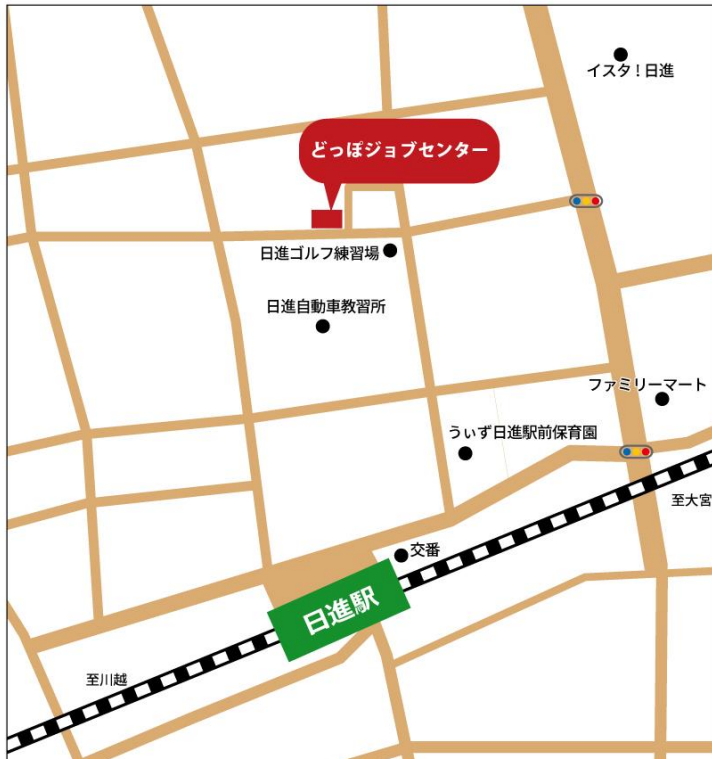 イスタ!日進
どっぽジョブセンター
日進ゴルフ練習場
日進自動車教習所
ファミリーマート
うぃず日進駅前保育園
至大宮
交番
日進駅
至川越